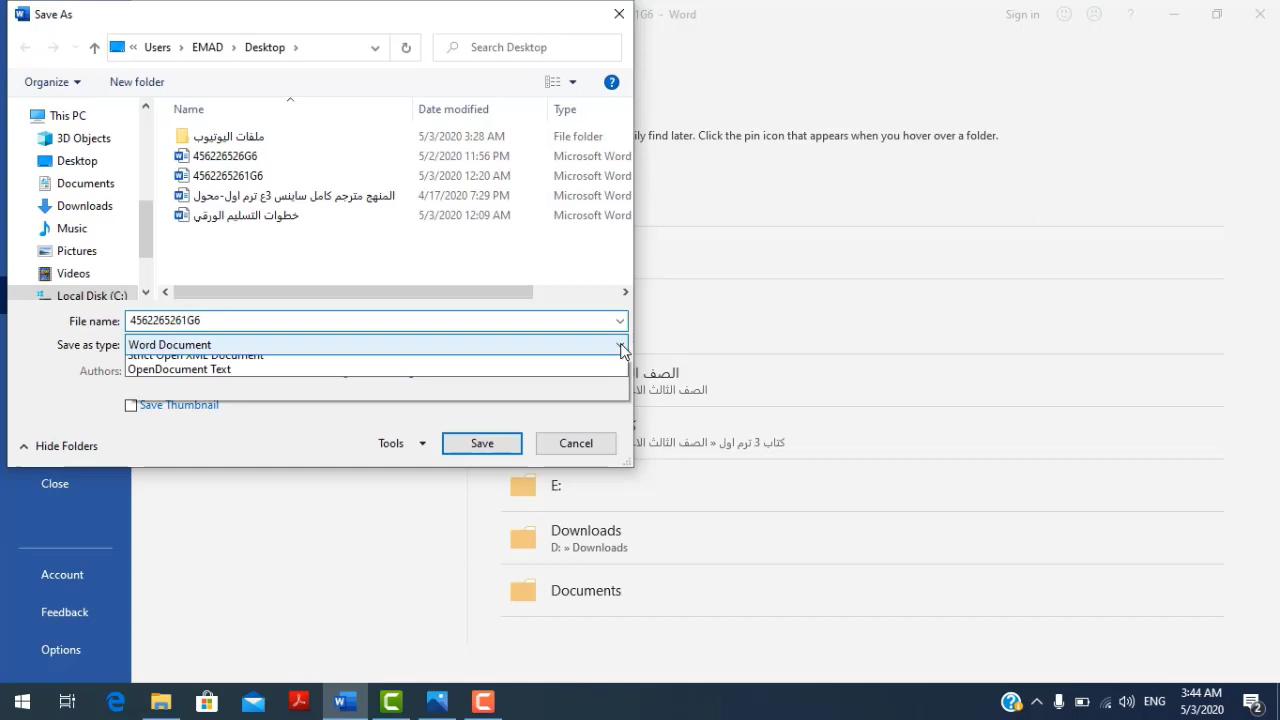 Save As
1G6 - Word
Sign in
Users
EMAD
Desktop
Search Desktop
Organize
New folder
Name
Date modified
Type
This PC
3D Objects
Desktop
Documents
Downloads
Music
Pictures
Videos
Local Disk (C:)
ملفات اليوتيوب 5/3/2020 3:28 AM File folder
456226526G6 5/2/2020 11:56 PM Microsoft Word
4562265261G6 5/3/2020 12:20 AM Microsoft Word
المنهج مترجم كامل ساينس 3ع ترم اول-محول 4/17/2020 7:29 PM Microsoft Word
خطوات التسليم الورقي 5/3/2020 12:09 AM Microsoft Word
ily find later. Click the pin icon that appears when you hover over a folder.
File name: 4562265261G6
Save as type: Word Document
Strict Open XML Document
OpenDocument Text
Authors:
Save Thumbnail
Hide Folders
Tools
Save
Cancel
الصف ا
الصف الثالث الا
كتاب 3 ترم اول » الصف الثالث الا
E:
Downloads
D: » Downloads
Documents
Close
Account
Feedback
Options
ENG
3:44 AM
5/3/2020
2